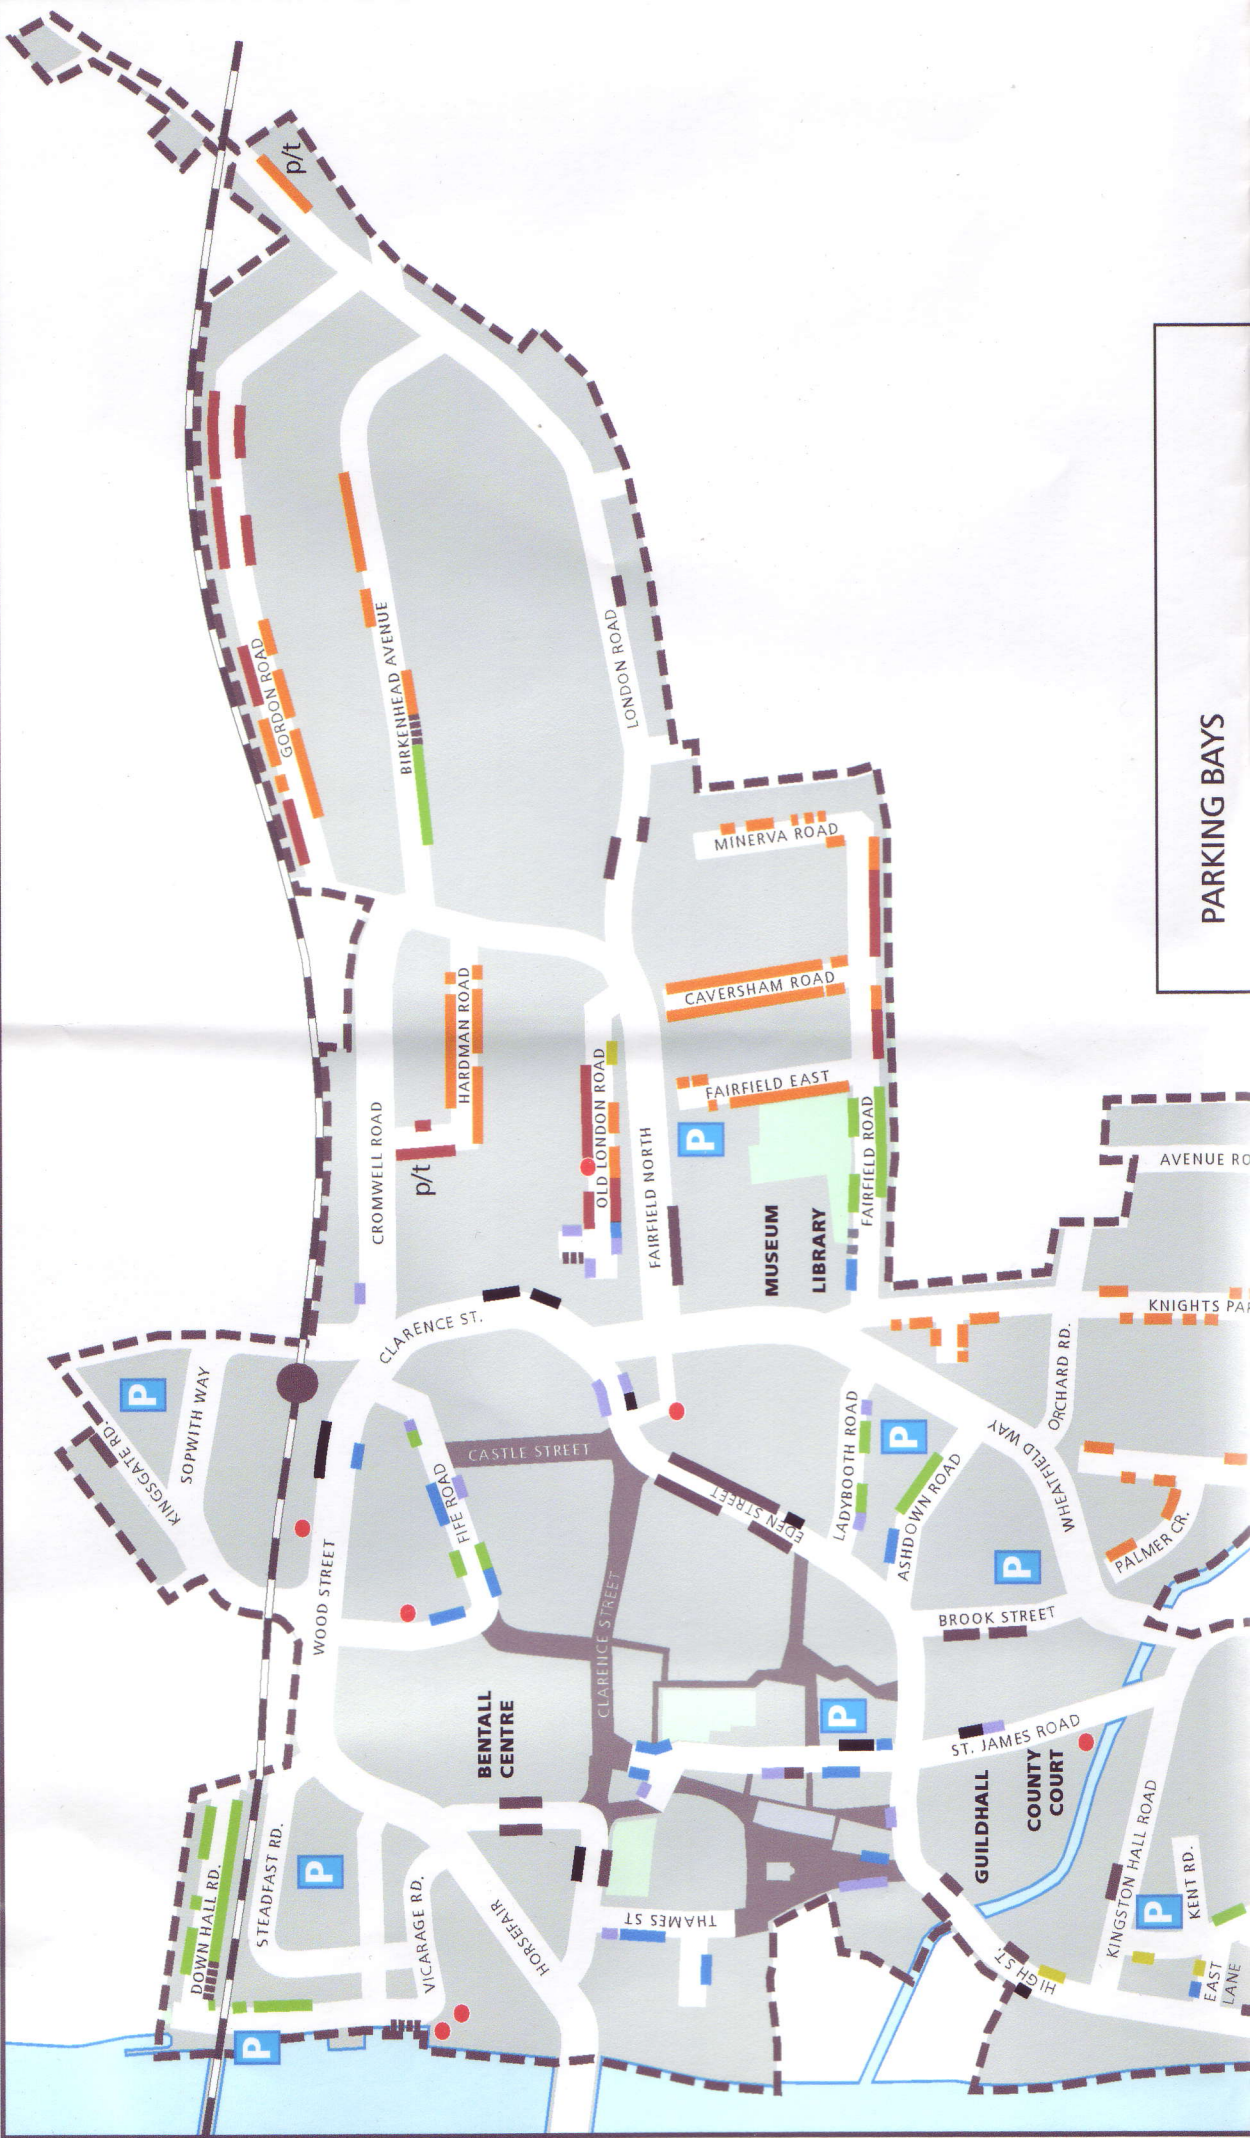 p/t
GORDON ROAD
BIRKENHEAD AVENUE
LONDON ROAD
MINERVA ROAD
PARKING BAYS
HARDMAN ROAD
CAVERSHAM ROAD
CROMWELL ROAD
p/t
OLD LONDON ROAD
FAIRFIELD NORTH
FAIRFIELD EAST
P
FAIRFIELD ROAD
MUSEUM
LIBRARY
AVENUE RO
KNIGHTS PAR
CLARENCE ST.
ORCHARD RD.
P
SOPWITH WAY
KINGSGATE RD.
CASTLE STREET
FIFE ROAD
EDEN STREET
LADYBOOTH ROAD
P
ASHDOWN ROAD
WHEATFIELD WAY
PALMER CR.
P
WOOD STREET
CLARENCE STREET
BROOK STREET
BENTALL
CENTRE
P
ST. JAMES ROAD
GUILDHALL
COUNTY
COURT
KINGSTON HALL ROAD
KENT RD.
P
EAST
LANE
HIGH ST.
DOWN HALL RD.
STEADFAST RD.
P
VICARAGE RD.
HORSEFAIR
THAMES ST
P